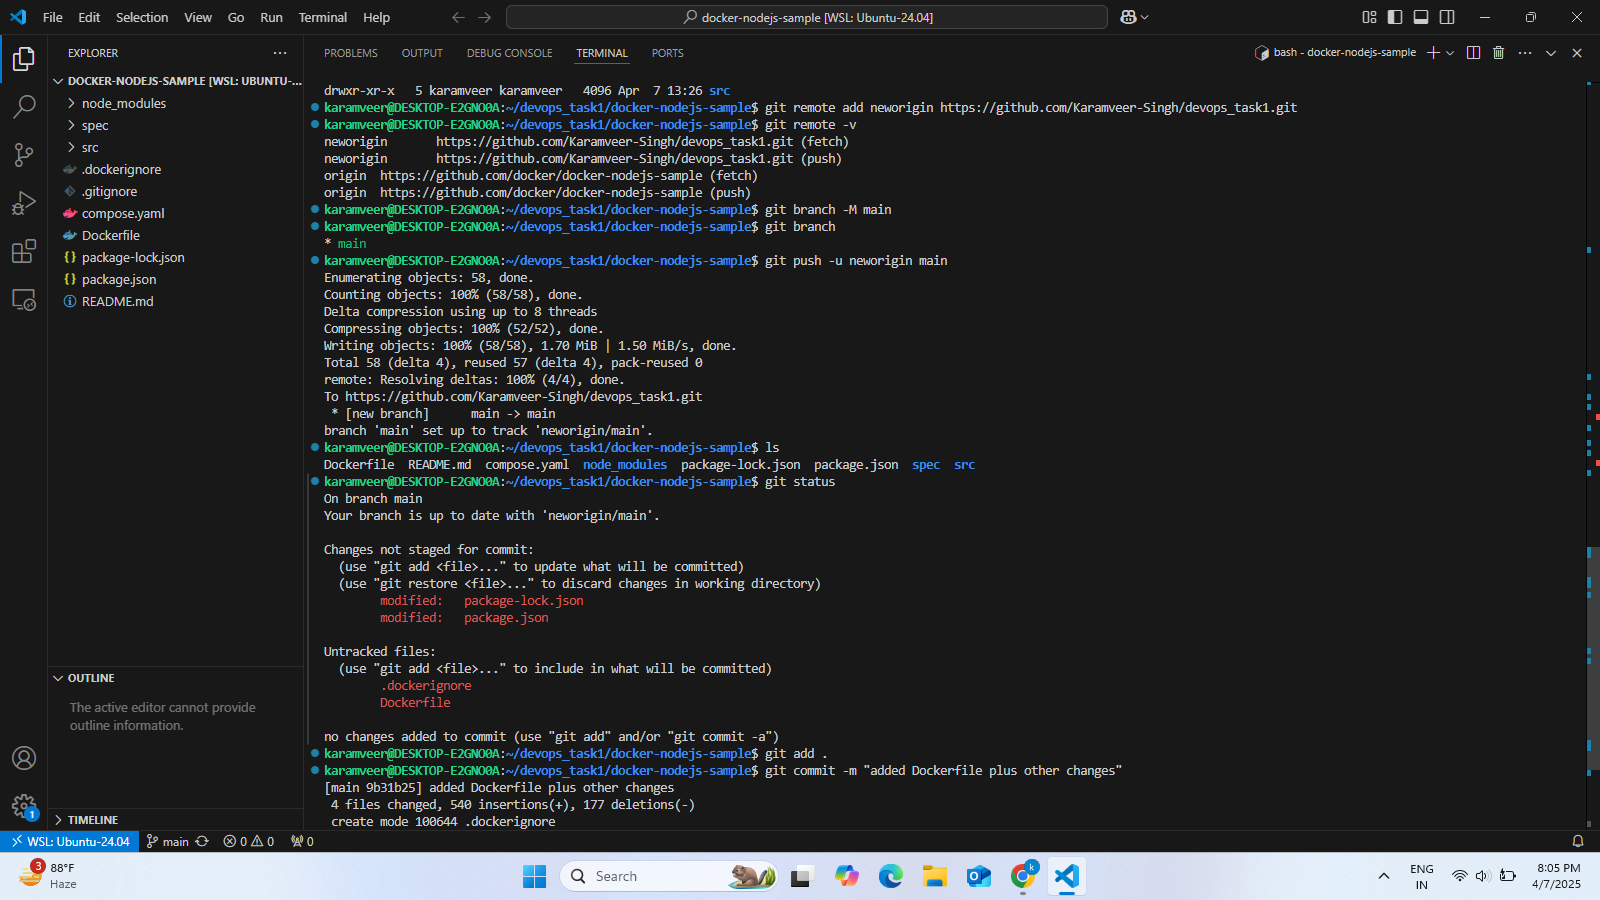 File Edit Selection View Go Run Terminal Help
docker-nodejs-sample [WSL: Ubuntu-24.04]
EXPLORER
DOCKER-NODEJS-SAMPLE [WSL: UBUNTU-...
node_modules
spec
src
.dockerignore
.gitignore
compose.yaml
Dockerfile
package-lock.json
package.json
README.md
OUTLINE
The active editor cannot provide
outline information.
TIMELINE
1
PROBLEMS OUTPUT DEBUG CONSOLE TERMINAL PORTS
bash - docker-nodejs-sample
drwxr-xr-x 5 karamveer karamveer 4096 Apr 7 13:26 src
karamveer@DESKTOP-E2GNO0A:~/devops_task1/docker-nodejs-sample$ git remote add neworigin https://github.com/Karamveer-Singh/devops_task1.git
karamveer@DESKTOP-E2GNO0A:~/devops_task1/docker-nodejs-sample$ git remote -v
neworigin https://github.com/Karamveer-Singh/devops_task1.git (fetch)
neworigin https://github.com/Karamveer-Singh/devops_task1.git (push)
origin https://github.com/docker/docker-nodejs-sample (fetch)
origin https://github.com/docker/docker-nodejs-sample (push)
karamveer@DESKTOP-E2GNO0A:~/devops_task1/docker-nodejs-sample$ git branch -M main
karamveer@DESKTOP-E2GNO0A:~/devops_task1/docker-nodejs-sample$ git branch
* main
karamveer@DESKTOP-E2GNO0A:~/devops_task1/docker-nodejs-sample$ git push -u neworigin main
Enumerating objects: 58, done.
Counting objects: 100% (58/58), done.
Delta compression using up to 8 threads
Compressing objects: 100% (52/52), done.
Writing objects: 100% (58/58), 1.70 MiB | 1.50 MiB/s, done.
Total 58 (delta 4), reused 57 (delta 4), pack-reused 0
remote: Resolving deltas: 100% (4/4), done.
To https://github.com/Karamveer-Singh/devops_task1.git
* [new branch] main -> main
branch 'main' set up to track 'neworigin/main'.
karamveer@DESKTOP-E2GNO0A:~/devops_task1/docker-nodejs-sample$ ls
Dockerfile README.md compose.yaml node_modules package-lock.json package.json spec src
karamveer@DESKTOP-E2GNO0A:~/devops_task1/docker-nodejs-sample$ git status
On branch main
Your branch is up to date with 'neworigin/main'.
Changes not staged for commit:
(use "git add <file>..." to update what will be committed)
(use "git restore <file>..." to discard changes in working directory)
modified: package-lock.json
modified: package.json
Untracked files:
(use "git add <file>..." to include in what will be committed)
.dockerignore
Dockerfile
no changes added to commit (use "git add" and/or "git commit -a")
karamveer@DESKTOP-E2GNO0A:~/devops_task1/docker-nodejs-sample$ git add .
karamveer@DESKTOP-E2GNO0A:~/devops_task1/docker-nodejs-sample$ git commit -m "added Dockerfile plus other changes"
[main 9b31b25] added Dockerfile plus other changes
4 files changed, 540 insertions(+), 177 deletions(-)
create mode 100644 .dockerignore
WSL: Ubuntu-24.04 main 0 0 0
3
88°F
Haze
Search
k
ENG
IN
8:05 PM
4/7/2025